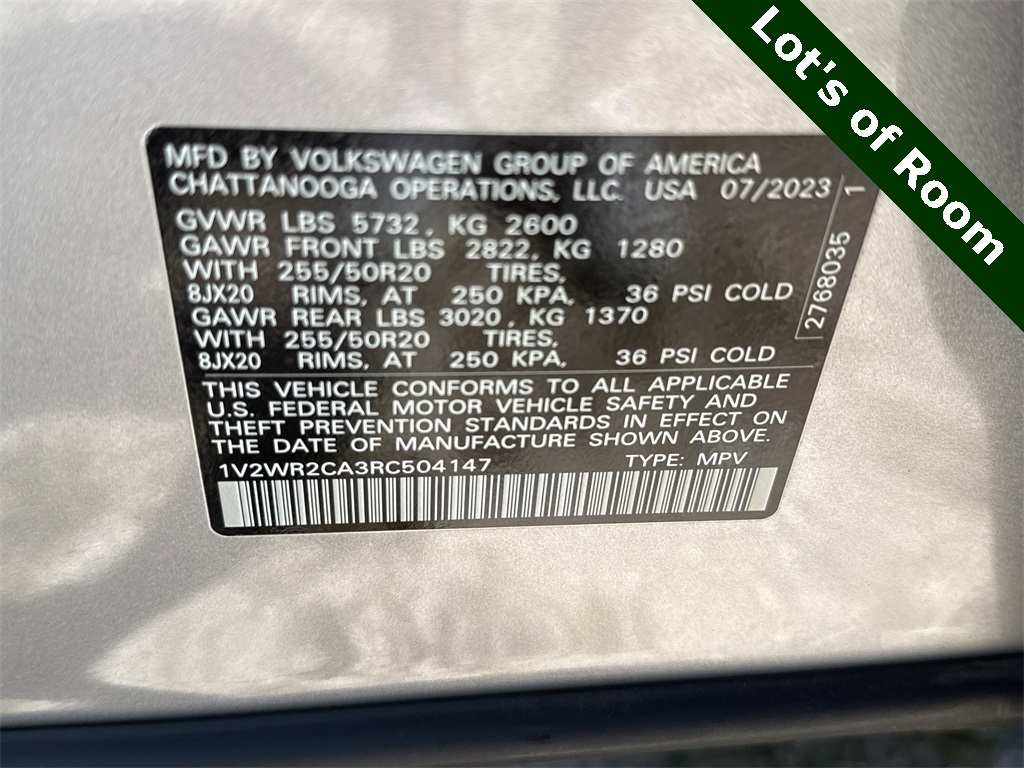 Lot's of Room
MFD BY VOLKSWAGEN GROUP OF AMERICA
CHATTANOOGA OPERATIONS, LLC. USA 07/2023
GVWR LBS 5732, KG 2600
GAWR FRONT LBS 2822, KG 1280
WITH 255/50R20 TIRES,
8JX20 RIMS, AT 250 KPA, 36 PSI COLD
GAWR REAR LBS 3020, KG 1370
WITH 255/50R20 TIRES,
8JX20 RIMS, AT 250 KPA, 36 PSI COLD
2768035 1
THIS VEHICLE CONFORMS TO ALL APPLICABLE
U.S. FEDERAL MOTOR VEHICLE SAFETY AND
THEFT PREVENTION STANDARDS IN EFFECT ON
THE DATE OF MANUFACTURE SHOWN ABOVE.
1V2WR2CA3RC504147 TYPE: MPV